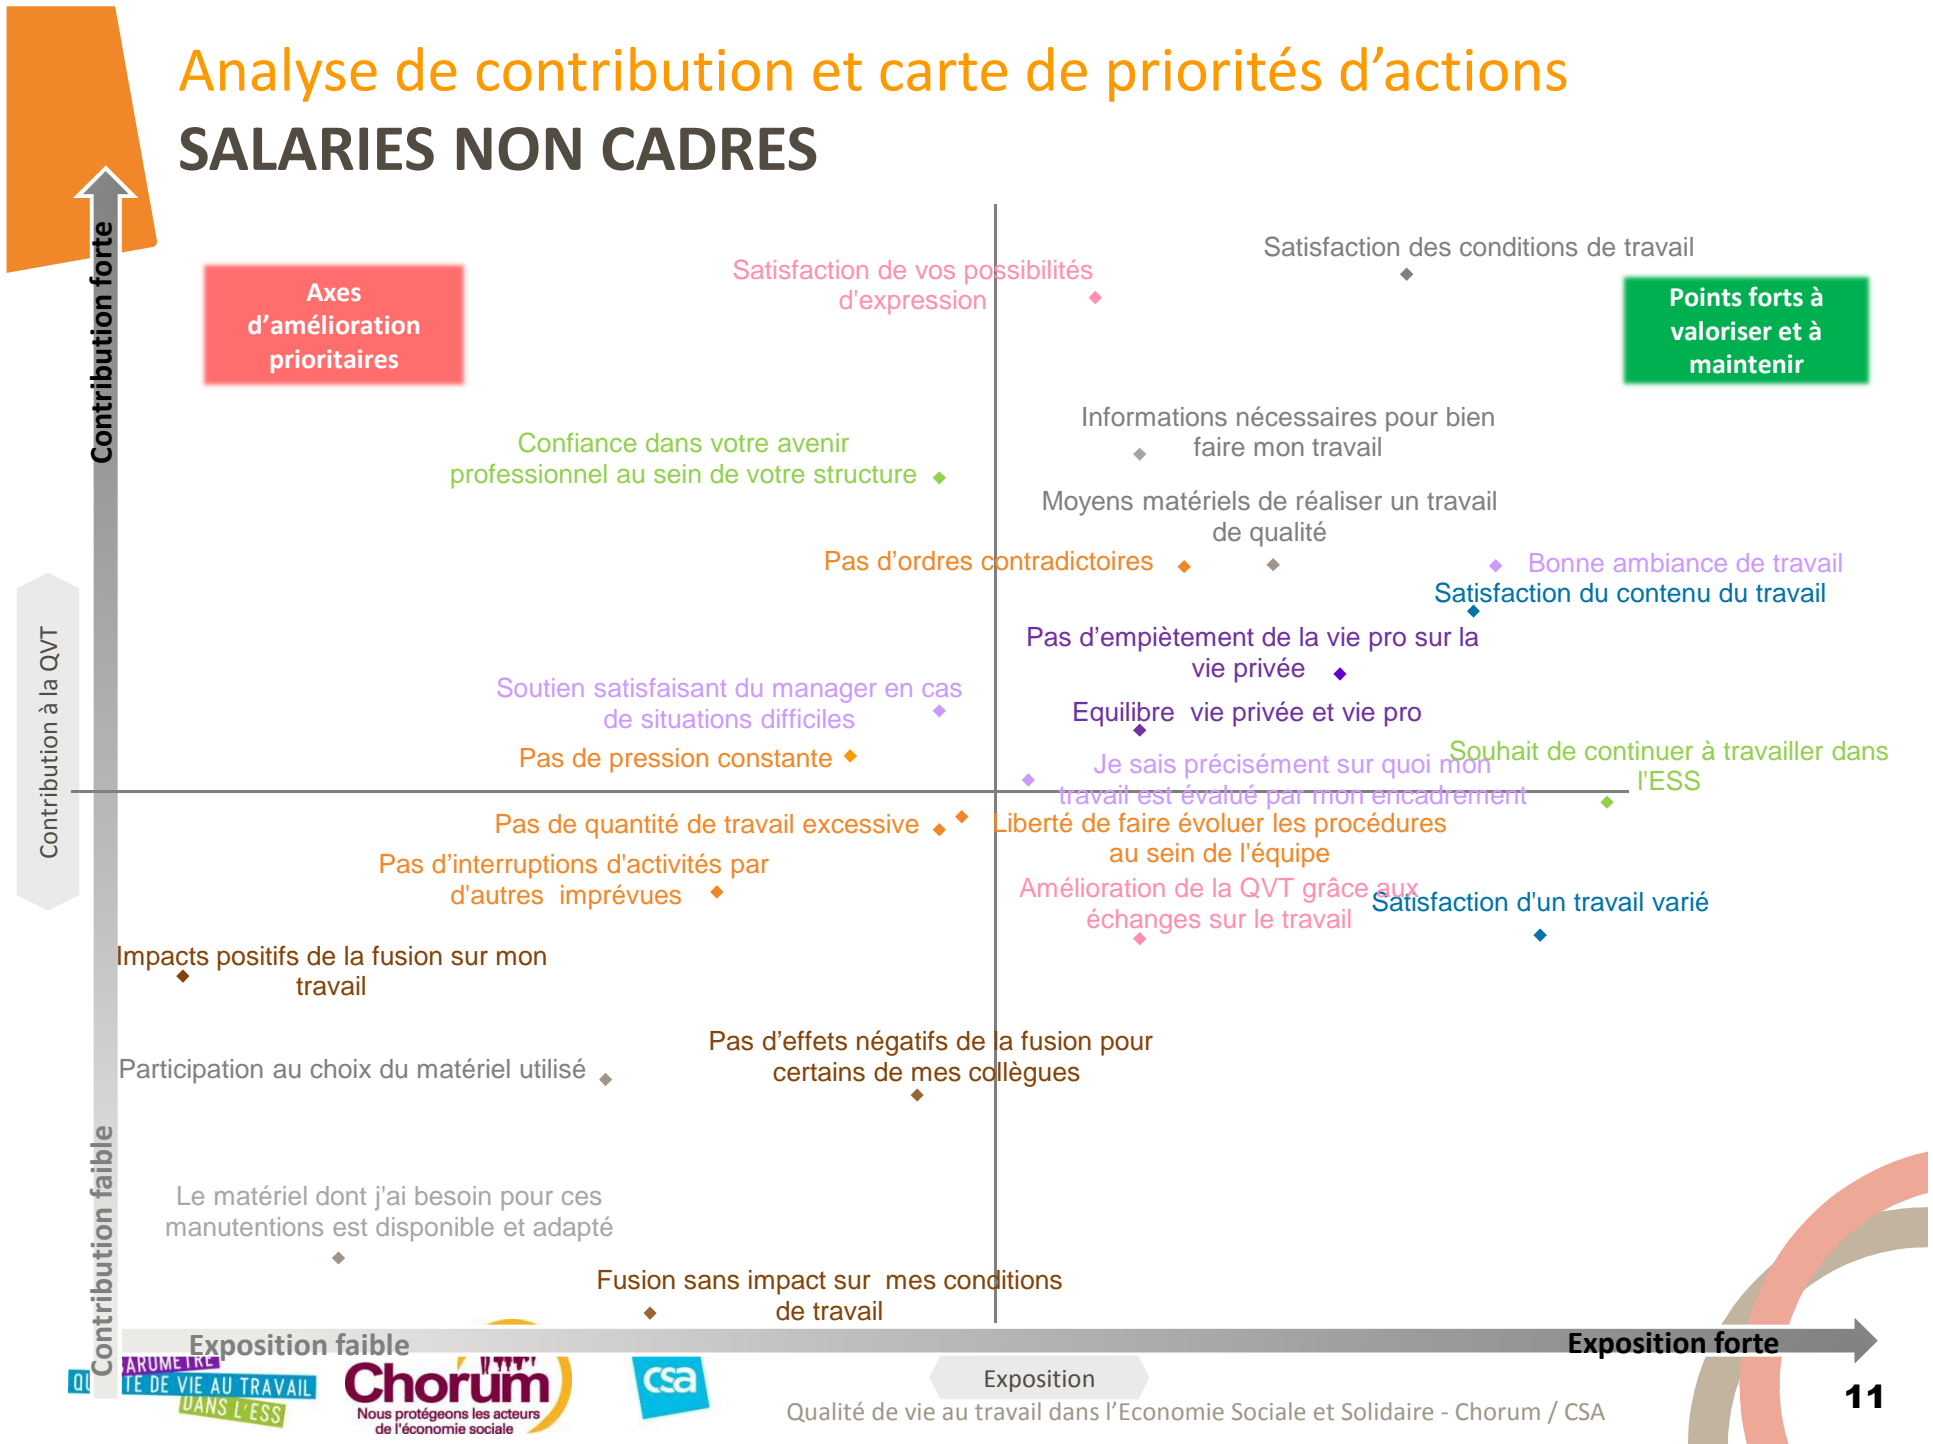 Analyse de contribution et carte de priorités d’actions
SALARIES NON CADRES
Contribution forte
Satisfaction des conditions de travail
Satisfaction de vos possibilités
d'expression
Axes
d’amélioration
prioritaires
Points forts à
valoriser et à
maintenir
Informations nécessaires pour bien
faire mon travail
Confiance dans votre avenir
professionnel au sein de votre structure
Moyens matériels de réaliser un travail
de qualité
Pas d’ordres contradictoires
Bonne ambiance de travail
Satisfaction du contenu du travail
Pas d’empiètement de la vie pro sur la
vie privée
Contribution à la QVT
Soutien satisfaisant du manager en cas
de situations difficiles
Equilibre  vie privée et vie pro
Pas de pression constante
Souhait de continuer à travailler dans
l'ESS
Je sais précisément sur quoi mon
travail est évalué par mon encadrement
Pas de quantité de travail excessive
Liberté de faire évoluer les procédures
au sein de l'équipe
Pas d’interruptions d'activités par
d'autres  imprévues
Amélioration de la QVT grâce aux
échanges sur le travail
Satisfaction d'un travail varié
Impacts positifs de la fusion sur mon
travail
Pas d’effets négatifs de la fusion pour
certains de mes collègues
Participation au choix du matériel utilisé
Contribution faible
Le matériel dont j'ai besoin pour ces
manutentions est disponible et adapté
Fusion sans impact sur  mes conditions
de travail
Exposition faible
Exposition forte
Exposition
TE DE VIE AU TRAVAIL
DANS L'ESS
Chorum
Nous protégeons les acteurs
de l'économie sociale
csa
Qualité de vie au travail dans l’Economie Sociale et Solidaire - Chorum / CSA
11